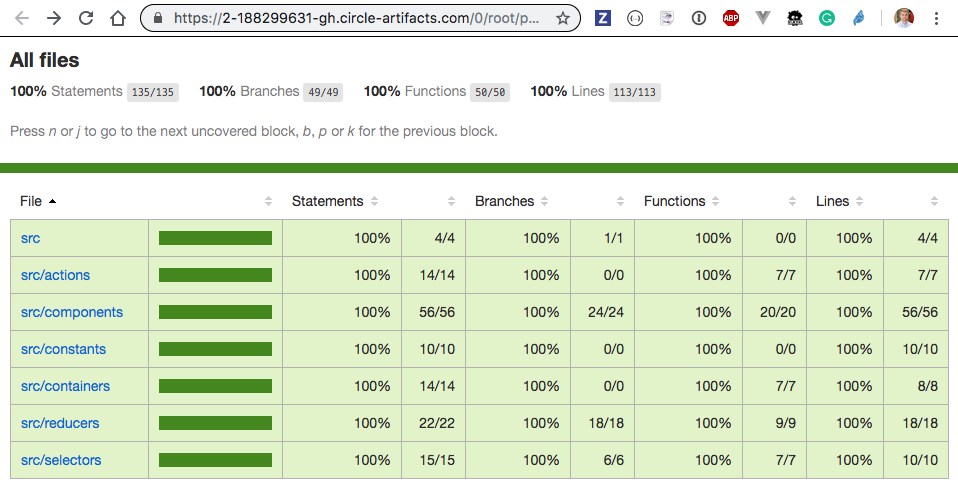 https://2-188299631-gh.circle-artifacts.com/0/root/p...
Z (…) ABP G
All files
100% Statements 135/135 100% Branches 49/49 100% Functions 50/50 100% Lines 113/113
Press n or j to go to the next uncovered block, b, p or k for the previous block.
File Statements Branches Functions Lines
src 100% 4/4 100% 1/1 100% 0/0 100% 4/4
src/actions 100% 14/14 100% 0/0 100% 7/7 100% 7/7
src/components 100% 56/56 100% 24/24 100% 20/20 100% 56/56
src/constants 100% 10/10 100% 0/0 100% 0/0 100% 10/10
src/containers 100% 14/14 100% 0/0 100% 7/7 100% 8/8
src/reducers 100% 22/22 100% 18/18 100% 9/9 100% 18/18
src/selectors 100% 15/15 100% 6/6 100% 7/7 100% 10/10